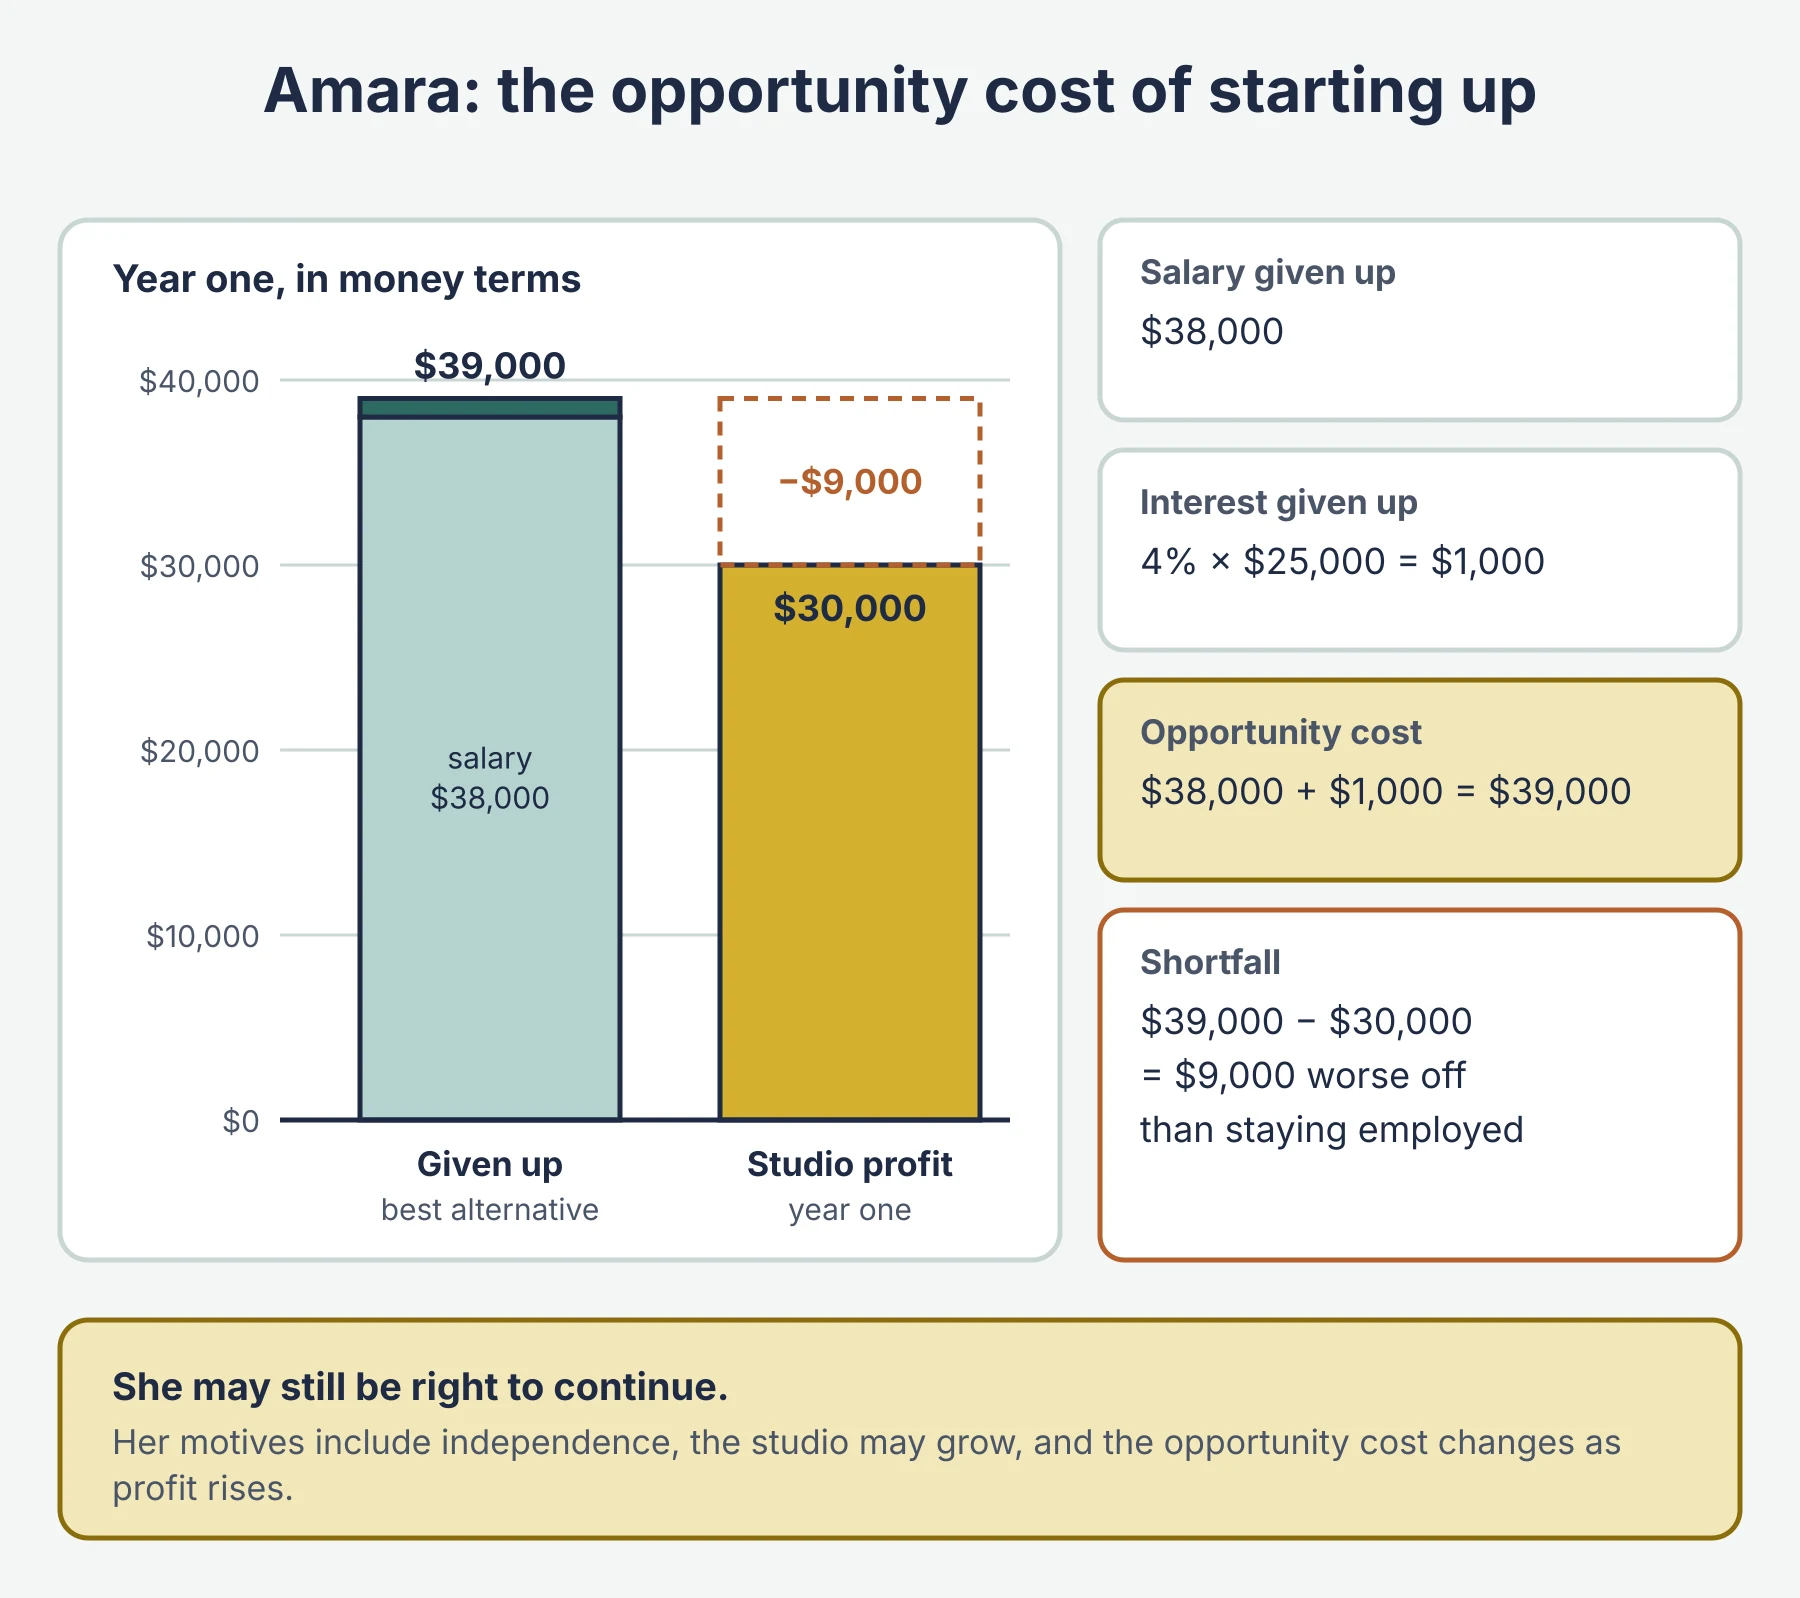 Amara: the opportunity cost of starting up
Year one, in money terms
$40,000
$30,000
$20,000
$10,000
$0
$39,000
salary
$38,000
−$9,000
$30,000
Given up
best alternative
Studio profit
year one
Salary given up
$38,000
Interest given up
4% × $25,000 = $1,000
Opportunity cost
$38,000 + $1,000 = $39,000
Shortfall
$39,000 − $30,000
= $9,000 worse off
than staying employed
She may still be right to continue.
Her motives include independence, the studio may grow, and the opportunity cost changes as
profit rises.